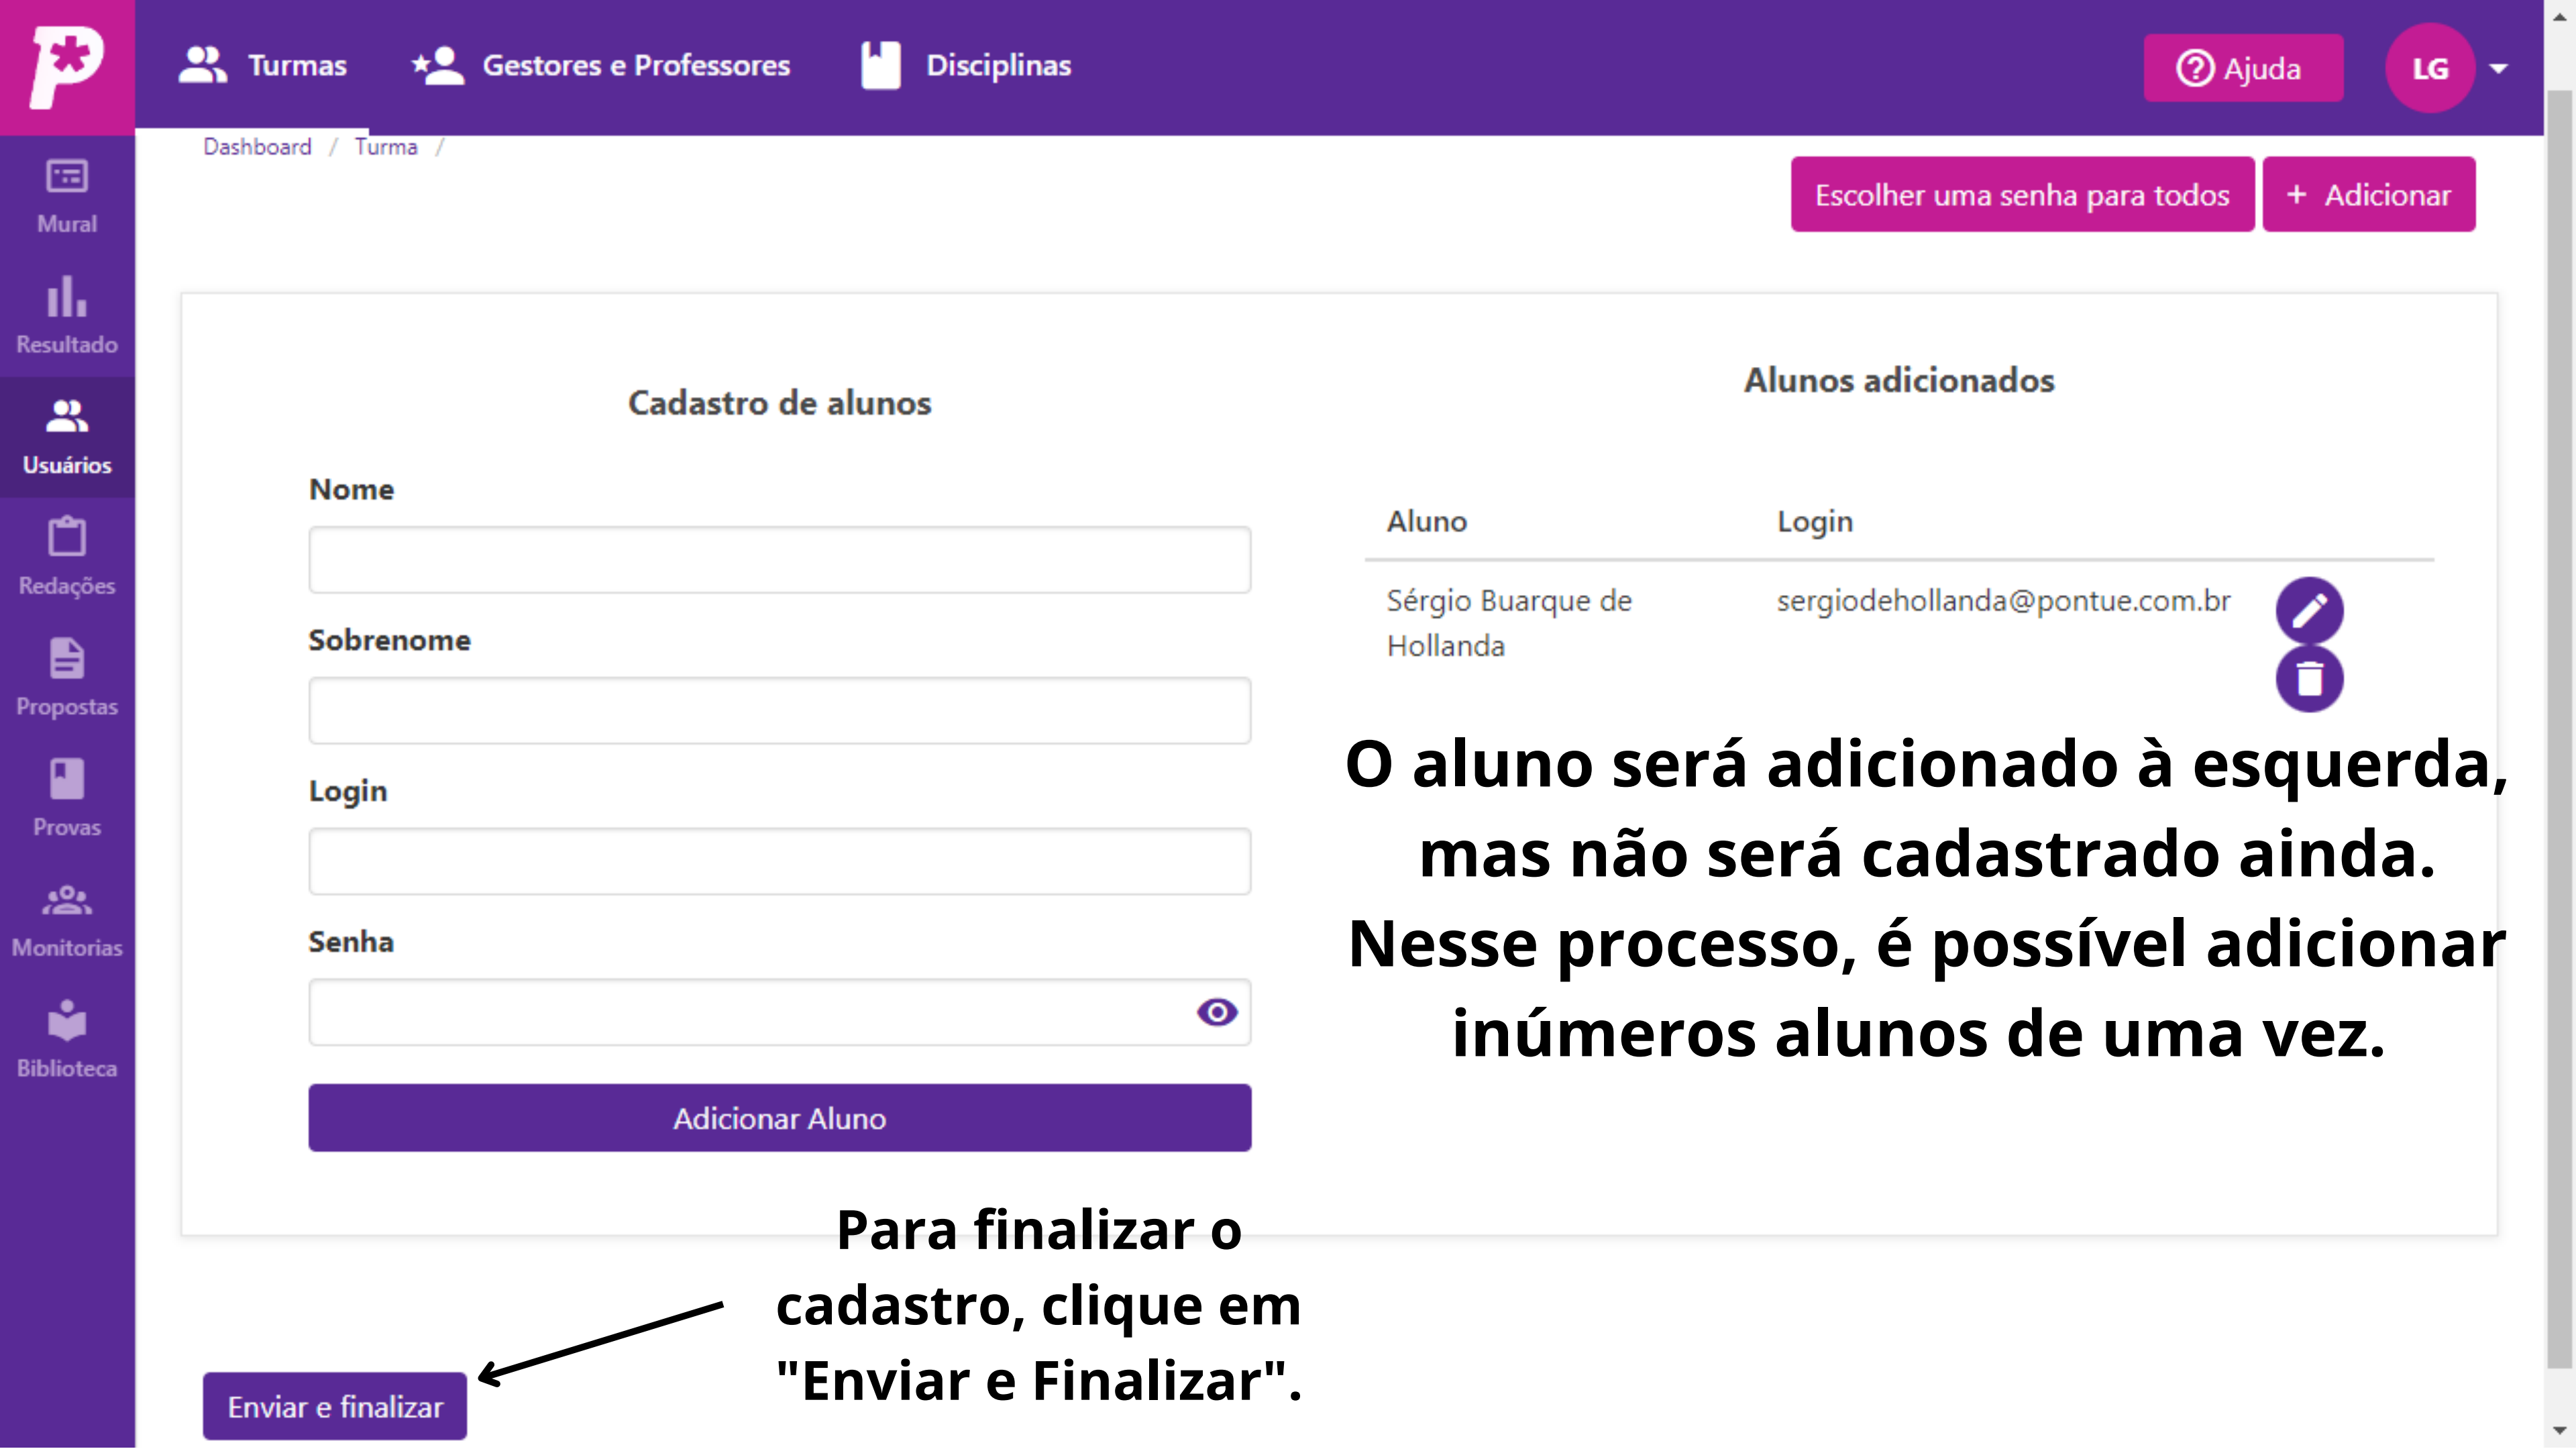 P*
Turmas
Gestores e Professores
Disciplinas
? Ajuda
LG
Dashboard / Turma /
Escolher uma senha para todos
+ Adicionar
Mural
Resultado
Usuários
Redações
Propostas
Provas
Monitorias
Biblioteca
Cadastro de alunos
Nome
Sobrenome
Login
Senha
Adicionar Aluno
Alunos adicionados
Aluno Login
Sérgio Buarque de sergiodehollanda@pontue.com.br
Hollanda
O aluno será adicionado à esquerda,
mas não será cadastrado ainda.
Nesse processo, é possível adicionar
inúmeros alunos de uma vez.
Para finalizar o
cadastro, clique em
"Enviar e Finalizar".
Enviar e finalizar